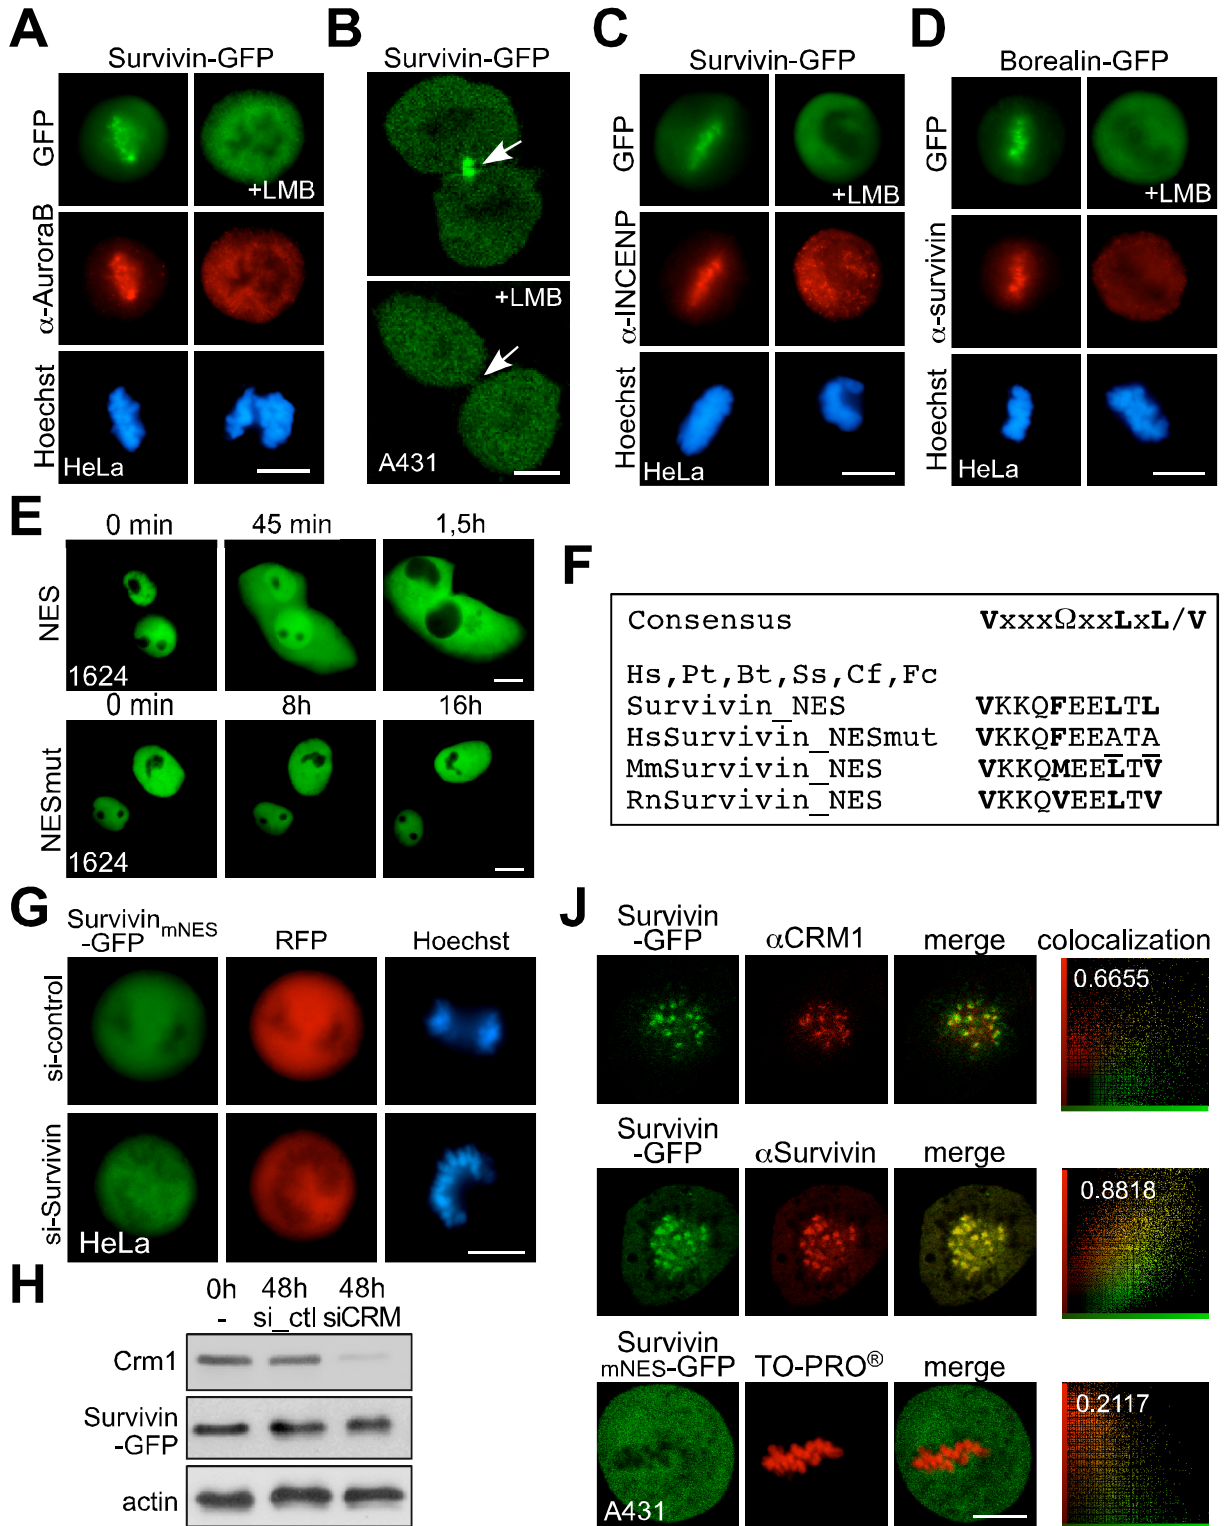 A
Survivin-GFP
GFP
+LMB
α-AuroraB
Hoechst
HeLa
B
Survivin-GFP
+LMB
A431
C
Survivin-GFP
GFP
+LMB
α-INCENP
Hoechst
HeLa
D
Borealin-GFP
GFP
+LMB
α-survivin
Hoechst
HeLa
E
0 min 45 min 1,5h
NES
1624
0 min 8h 16h
NESmut
1624
F
Consensus VxxxΩxxLxL/V
Hs,Pt,Bt,Ss,Cf,Fc
Survivin_NES VKKQFEELTL
HsSurvivin_NESmut VKKQFEEATA
MmSurvivin_NES VKKQMEELTV
RnSurvivin_NES VKKQVEELTV
G
Survivin mNES
-GFP RFP Hoechst
si-control
si-Survivin
HeLa
H
0h 48h 48h
- si_ctl siCRM
Crm1
Survivin
-GFP
actin
J
Survivin
-GFP αCRM1 merge colocalization
0.6655
Survivin
-GFP αSurvivin merge
0.8818
Survivin
mNES-GFP TO-PRO® merge
0.2117
A431